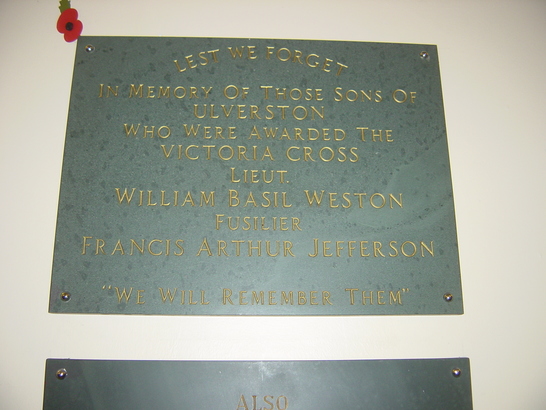 LEST WE FORGET
IN MEMORY OF THOSE SONS OF
ULVERSTON
WHO WERE AWARDED THE
VICTORIA CROSS
LIEUT.
WILLIAM BASIL WESTON
FUSILIER
FRANCIS ARTHUR JEFFERSON
"WE WILL REMEMBER THEM"
ALSO